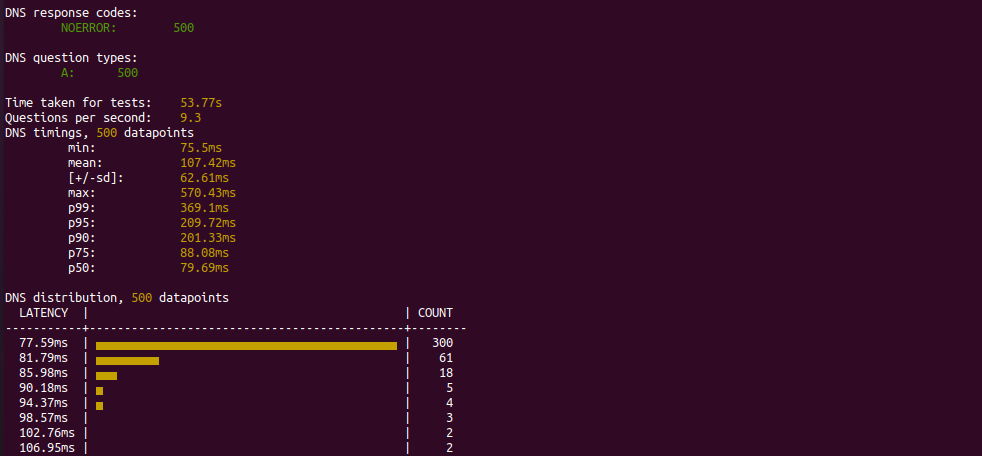 DNS response codes:
NOERROR: 500
DNS question types:
A: 500
Time taken for tests: 53.77s
Questions per second: 9.3
DNS timings, 500 datapoints
min: 75.5ms
mean: 107.42ms
[+/-sd]: 62.61ms
max: 570.43ms
p99: 369.1ms
p95: 209.72ms
p90: 201.33ms
p75: 88.08ms
p50: 79.69ms
DNS distribution, 500 datapoints
LATENCY | | COUNT
-----------+---------------------------------------------+--------
77.59ms | | 300
81.79ms | | 61
85.98ms | | 18
90.18ms | | 5
94.37ms | | 4
98.57ms | | 3
102.76ms | | 2
106.95ms | | 2